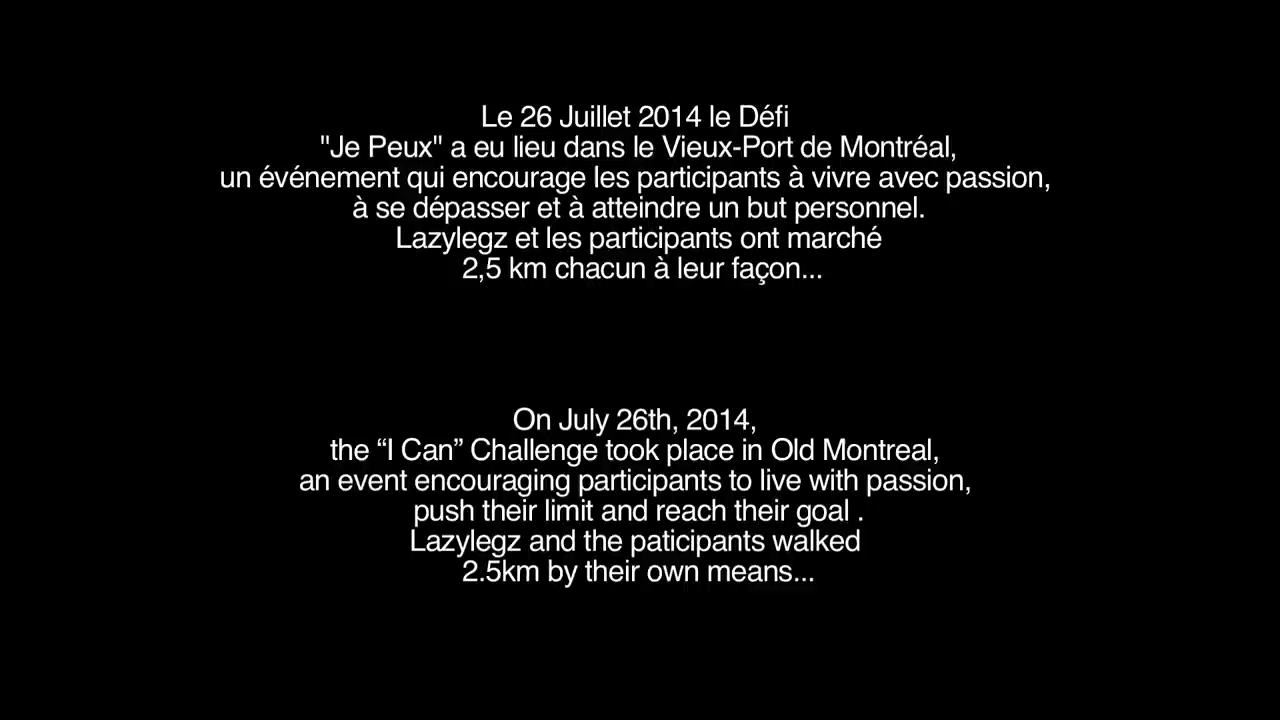 Le 26 Juillet 2014 le Défi
"Je Peux" a eu lieu dans le Vieux-Port de Montréal,
un événement qui encourage les participants à vivre avec passion,
à se dépasser et à atteindre un but personnel.
Lazylegz et les participants ont marché
2,5 km chacun à leur façon...
On July 26th, 2014,
the “I Can” Challenge took place in Old Montreal,
an event encouraging participants to live with passion,
push their limit and reach their goal .
Lazylegz and the paticipants walked
2.5km by their own means...